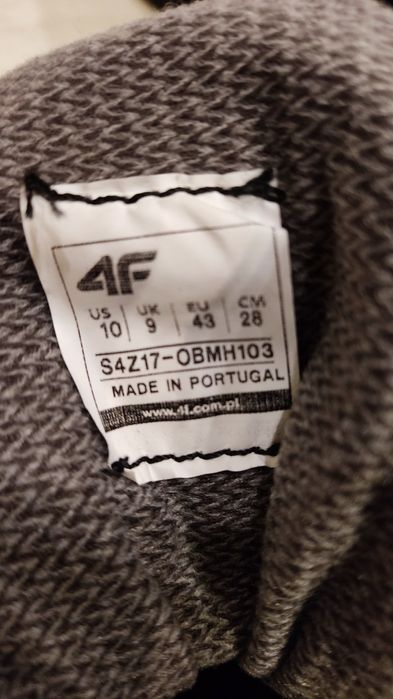 4F
US UK EU CM
10 9 43 28
S4Z17-OBMH103
MADE IN PORTUGAL
www.4f.com.pl